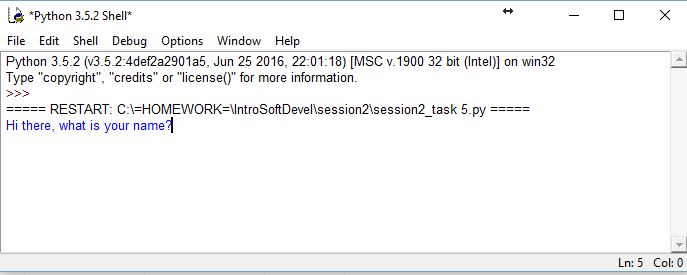 *Python 3.5.2 Shell*
File Edit Shell Debug Options Window Help
Python 3.5.2 (v3.5.2:4def2a2901a5, Jun 25 2016, 22:01:18) [MSC v.1900 32 bit (Intel)] on win32
Type "copyright", "credits" or "license()" for more information.
>>>
===== RESTART: C:\=HOMEWORK=\IntroSoftDevel\session2\session2_task 5.py =====
Hi there, what is your name?
Ln: 5 Col: 0